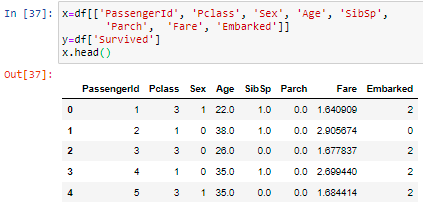 In [37]: x=df[['PassengerId', 'Pclass', 'Sex', 'Age', 'SibSp',
'Parch', 'Fare', 'Embarked']]
y=df['Survived']
x.head()
Out[37]:
PassengerId Pclass Sex Age SibSp Parch Fare Embarked
0 1 3 1 22.0 1.0 0.0 1.640909 2
1 2 1 0 38.0 1.0 0.0 2.905674 0
2 3 3 0 26.0 0.0 0.0 1.677837 2
3 4 1 0 35.0 1.0 0.0 2.699440 2
4 5 3 1 35.0 0.0 0.0 1.684414 2